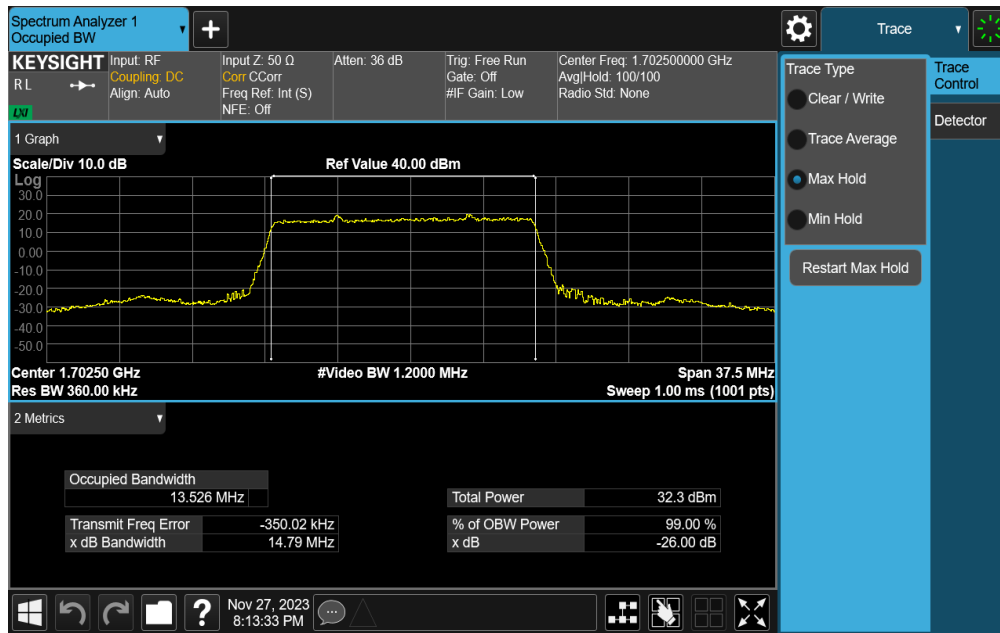 Spectrum Analyzer 1
Occupied BW
Trace
KEYSIGHT
R L
LXI
Input: RF
Coupling: DC
Align: Auto
Input Z: 50 Ω
Corr CCorr
Freq Ref: Int (S)
NFE: Off
Atten: 36 dB
Trig: Free Run
Gate: Off
#IF Gain: Low
Center Freq: 1.702500000 GHz
Avg|Hold: 100/100
Radio Std: None
1 Graph
Scale/Div 10.0 dB
Ref Value 40.00 dBm
Log
30.0
20.0
10.0
0.00
-10.0
-20.0
-30.0
-40.0
-50.0
Center 1.70250 GHz
#Video BW 1.2000 MHz
Span 37.5 MHz
Res BW 360.00 kHz
Sweep 1.00 ms (1001 pts)
2 Metrics
Occupied Bandwidth
13.526 MHz
Total Power 32.3 dBm
Transmit Freq Error -350.02 kHz
% of OBW Power 99.00 %
x dB Bandwidth 14.79 MHz
x dB -26.00 dB
Trace Type
Clear / Write
Trace Average
Max Hold
Min Hold
Restart Max Hold
Trace
Control
Detector
?
Nov 27, 2023
8:13:33 PM